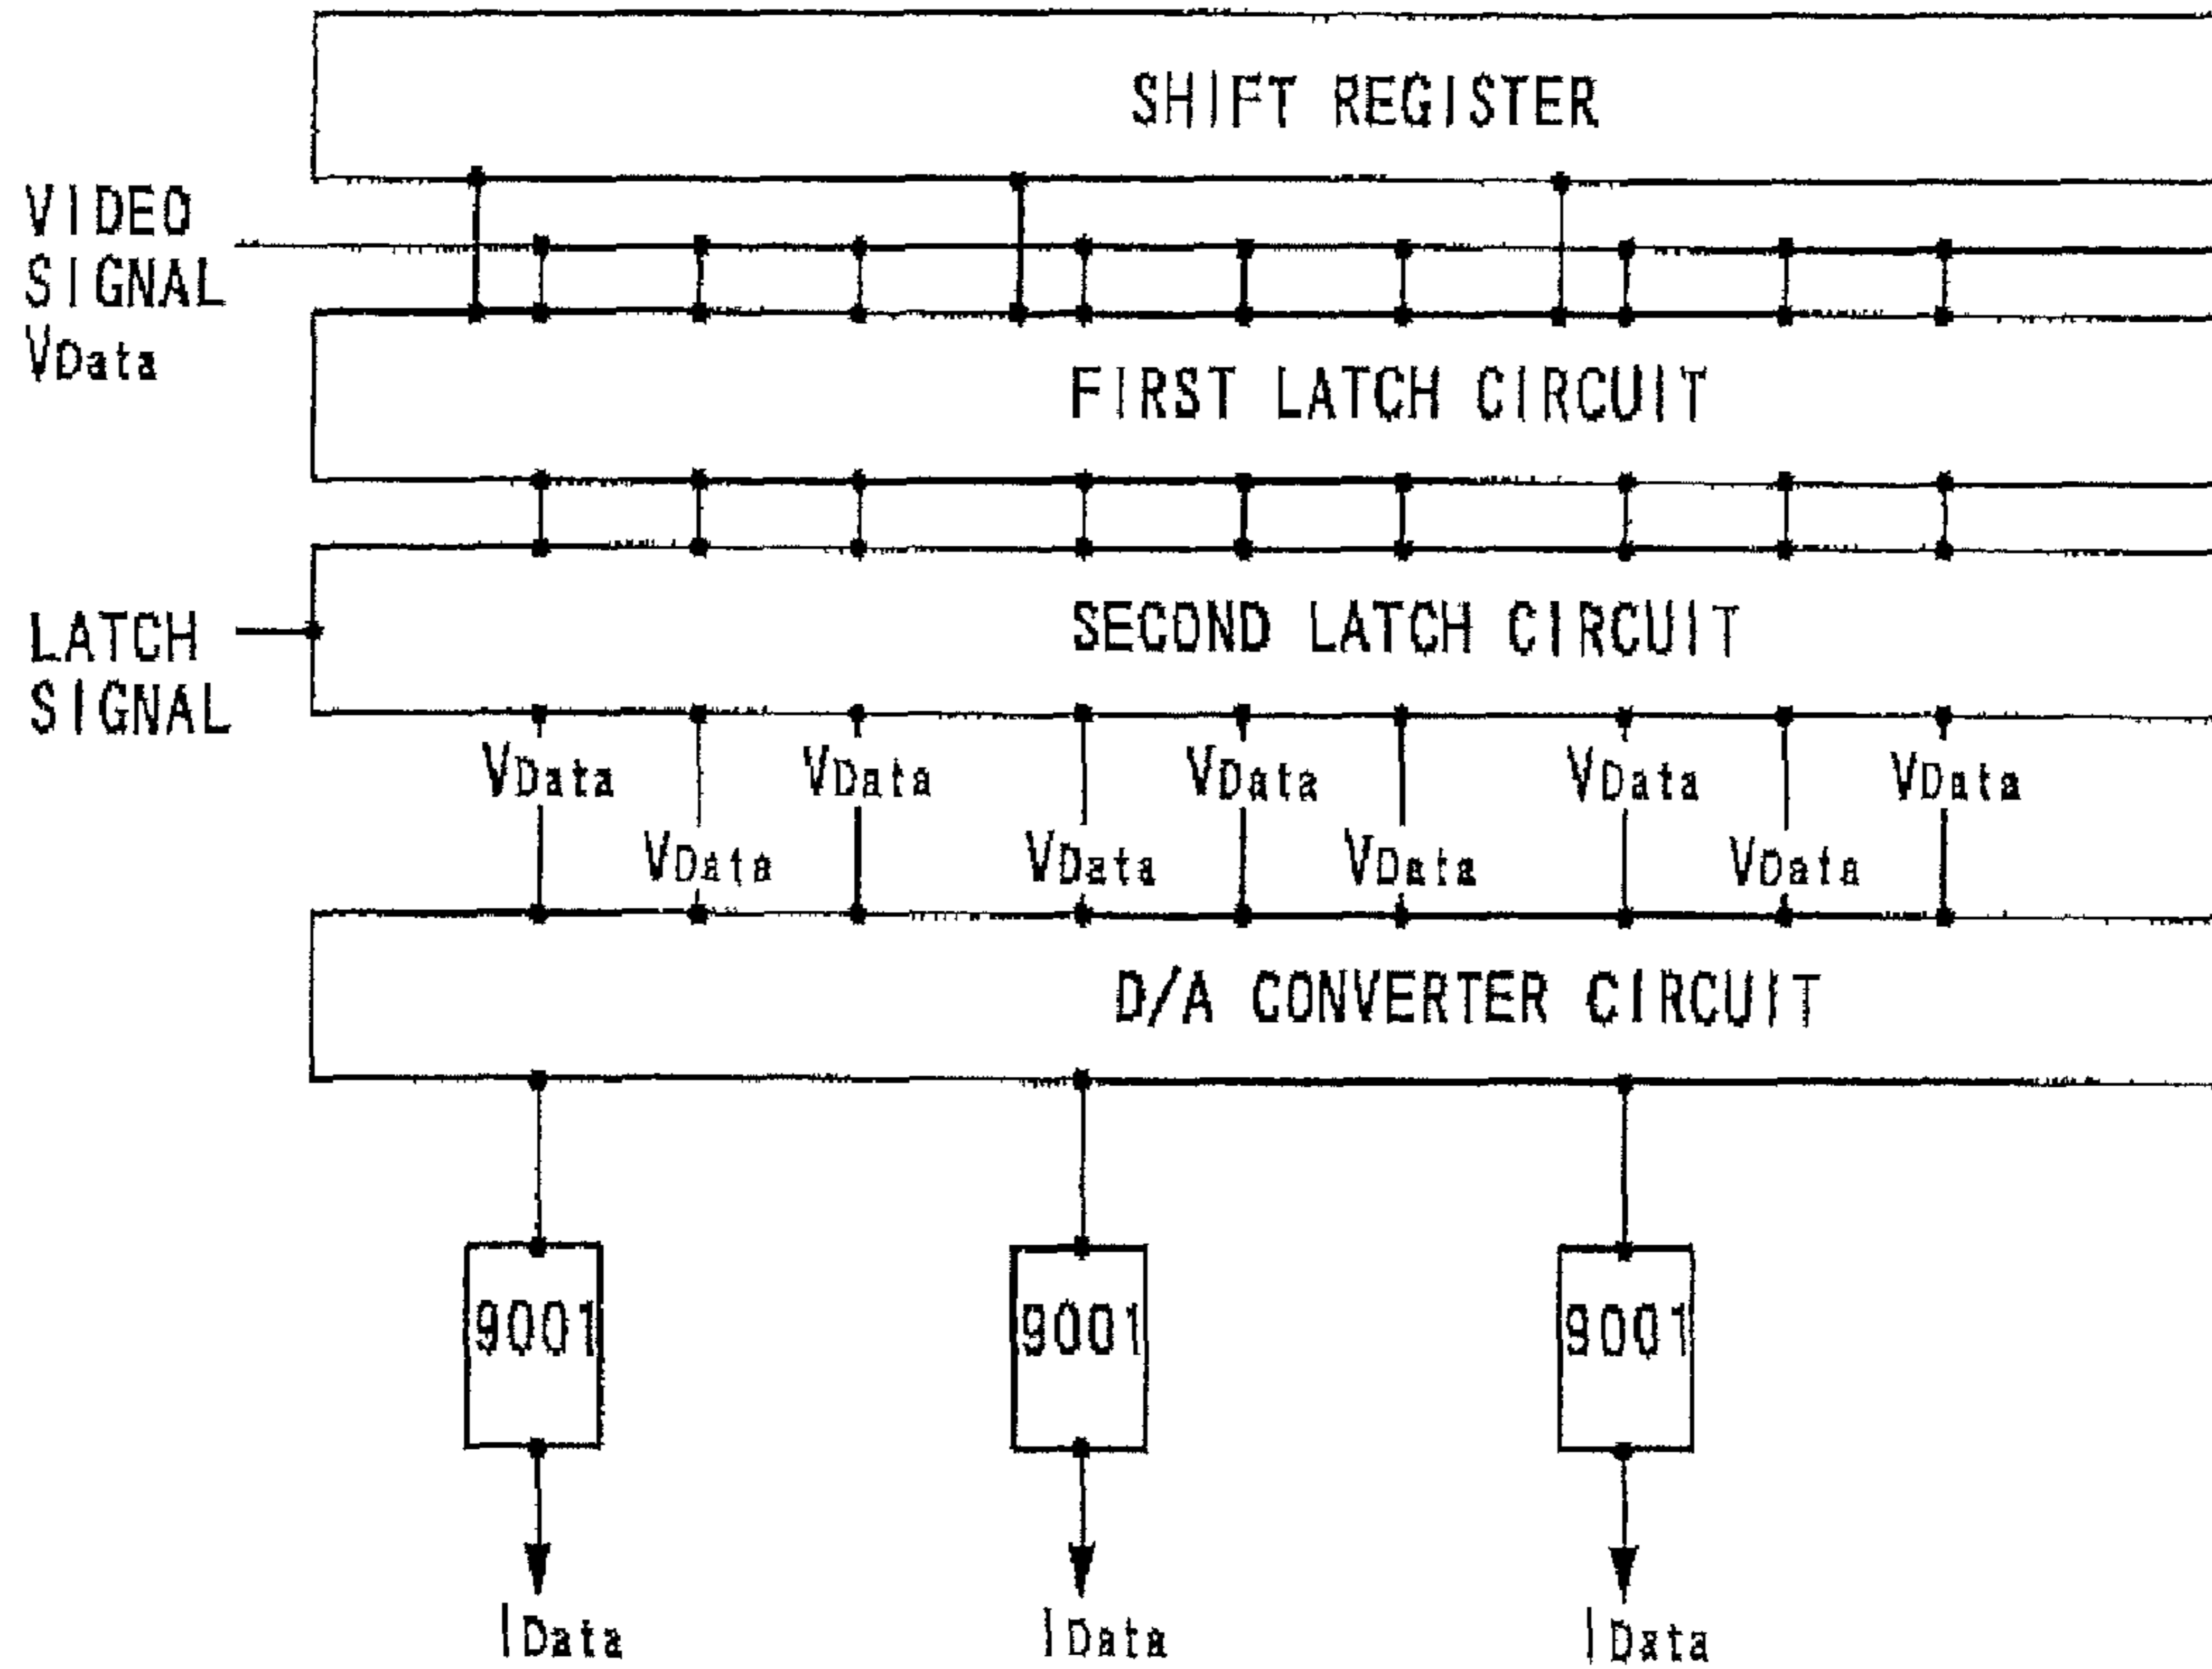 SHIFT REGISTER
VIDEO
SIGNAL
VData
FIRST LATCH CIRCUIT
SECOND LATCH CIRCUIT
LATCH
SIGNAL
VData VData VData VData VData
VData VData VData VData
D/A CONVERTER CIRCUIT
9001 9001 9001
IData IData IData